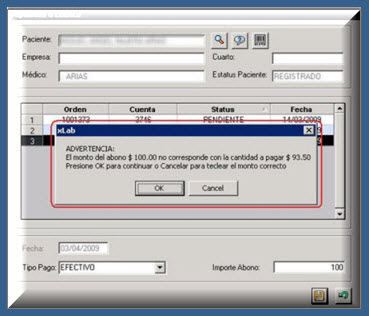 Paciente:
Empresa: Cuarto:
Médico: ARIAS Estatus Paciente: REGISTRADO
Orden Cuenta Status Fecha
1 1001373 3746 PENDIENTE 14/03/2009
2
3
xLab
ADVERTENCIA:
El monto del abono $ 100.00 no corresponde con la cantidad a pagar $ 93.50
Presione OK para continuar o Cancelar para teclear el monto correcto
OK Cancel
Fecha: 03/04/2009
Tipo Pago: EFECTIVO Importe Abono: 100